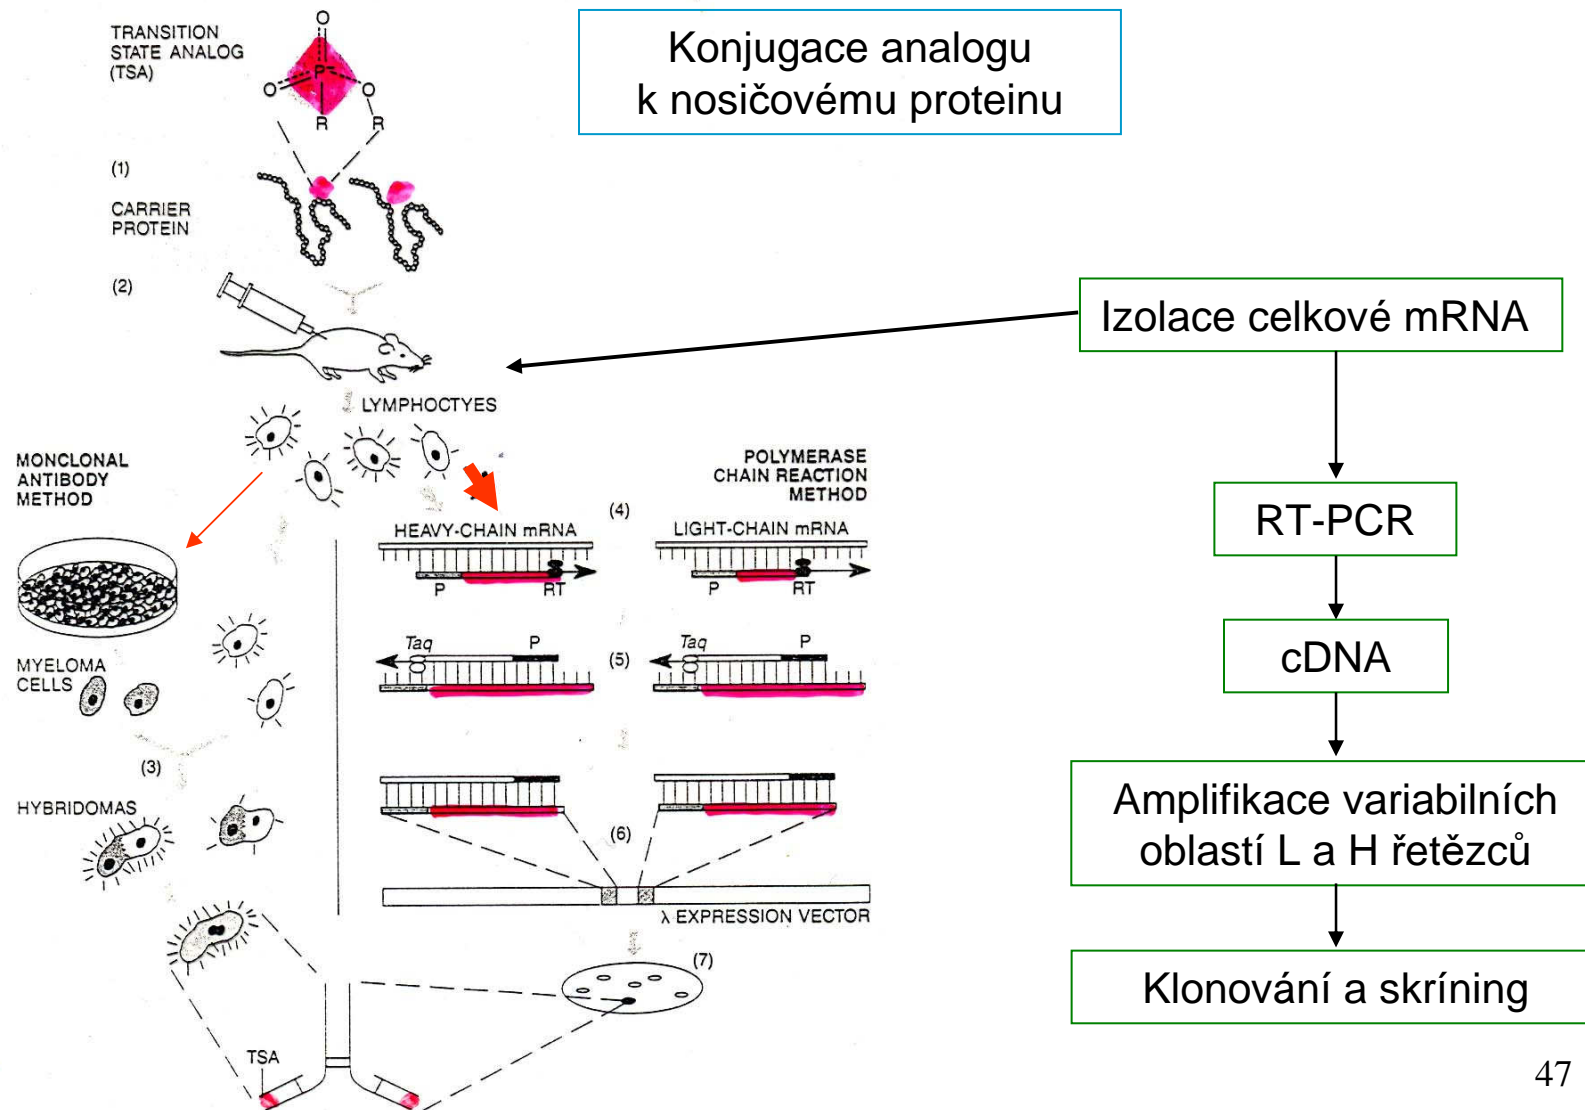 TRANSITION
STATE ANALOG
(TSA)
O
O
P
O
R
R
Konjugace analogu
k nosičovému proteinu
(1)
CARRIER
PROTEIN
(2)
Izolace celkové mRNA
LYMPHOCTYES
MONCLONAL
ANTIBODY
METHOD
POLYMERASE
CHAIN REACTION
METHOD
(4)
HEAVY-CHAIN mRNA
LIGHT-CHAIN mRNA
P
RT
P
RT
RT-PCR
Taq
P
(5)
Taq
P
cDNA
MYELOMA
CELLS
(3)
HYBRIDOMAS
(6)
Amplifikace variabilních
oblastí L a H řetězců
λ EXPRESSION VECTOR
(7)
Klonování a skríning
TSA
47